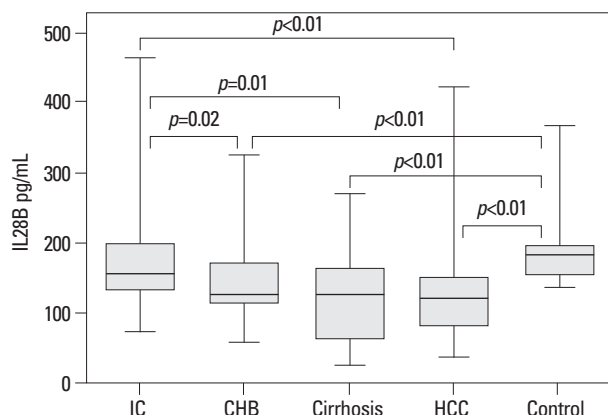 500
400
300
200
100
0
IL28B pg/mL
p<0.01
p=0.01
p=0.02
p<0.01
p<0.01
p<0.01
IC CHB Cirrhosis HCC Control